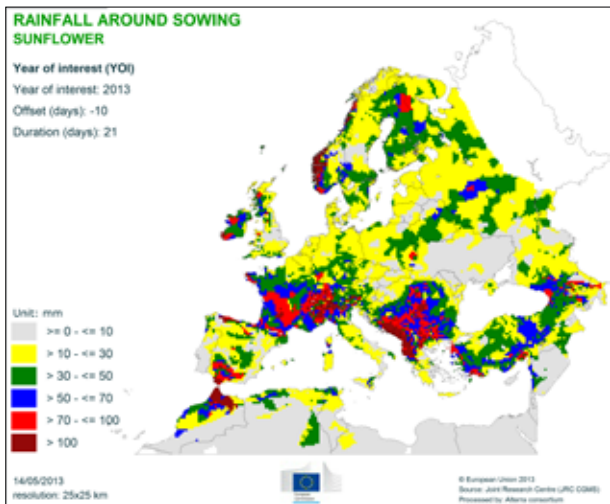 RAINFALL AROUND SOWING
SUNFLOWER
Year of interest (YOI)
Year of interest: 2013
Offset (days): -10
Duration (days): 21
Unit: mm
>= 0 - <= 10
> 10 - <= 30
> 30 - <= 50
> 50 - <= 70
> 70 - <= 100
> 100
14/05/2013
resolution: 25x25 km
© European Union 2013
Source: Joint Research Centre (JRC CGMS)
Processed by: Alterra consortium